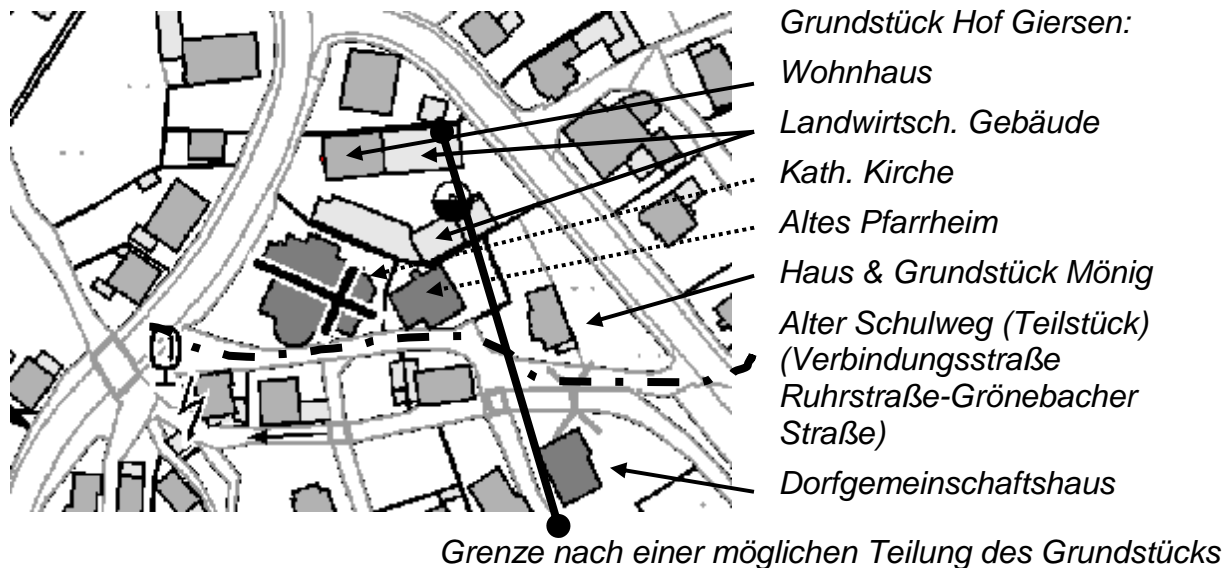 Grundstück Hof Giersen:
Wohnhaus
Landwirtsch. Gebäude
Kath. Kirche
Altes Pfarrheim
Haus & Grundstück Mönig
Alter Schulweg (Teilstück)
(Verbindungsstraße
Ruhrstraße-Grönebacher
Straße)
Dorfgemeinschaftshaus
Grenze nach einer möglichen Teilung des Grundstücks